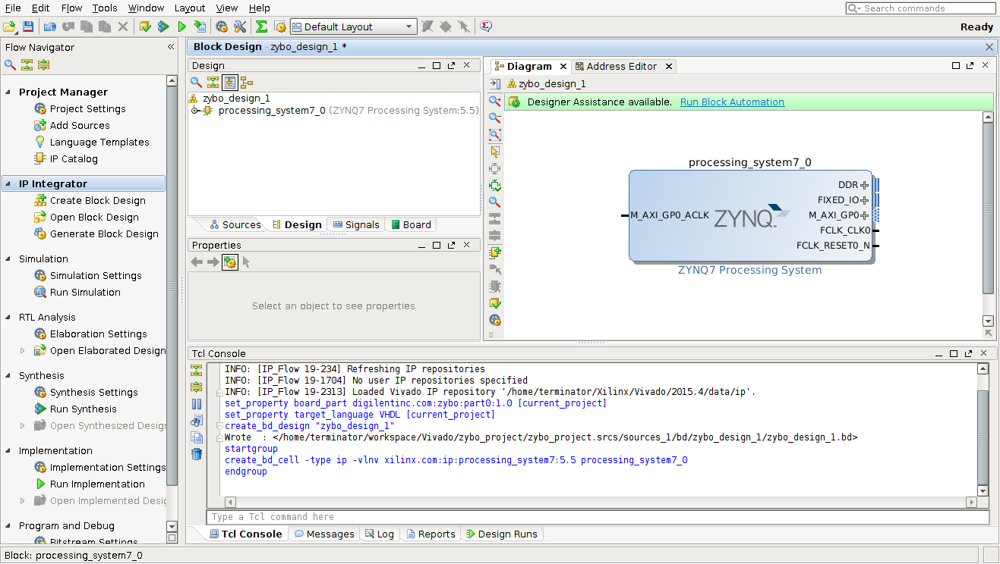 File Edit Flow Tools Window Layout View Help
Search commands
Default Layout
Ready
Flow Navigator
Project Manager
Project Settings
Add Sources
Language Templates
IP Catalog
IP Integrator
Create Block Design
Open Block Design
Generate Block Design
Simulation
Simulation Settings
Run Simulation
RTL Analysis
Elaboration Settings
Open Elaborated Design
Synthesis
Synthesis Settings
Run Synthesis
Open Synthesized Desig
Implementation
Implementation Settings
Run Implementation
Open Implemented Desig
Program and Debug
Bitstream Settings
Block Design - zybo_design_1 *
Design
zybo_design_1
processing_system7_0 (ZYNQ7 Processing System:5.5)
Sources Design Signals Board
Properties
Select an object to see properties
Diagram Address Editor
zybo_design_1
Designer Assistance available. Run Block Automation
processing_system7_0
DDR
FIXED_IO
M_AXI_GP0_ACLK ZYNQ M_AXI_GP0
FCLK_CLK0
FCLK_RESET0_N
ZYNQ7 Processing System
Tcl Console
INFO: [IP_Flow 19-234] Refreshing IP repositories
INFO: [IP_Flow 19-1704] No user IP repositories specified
INFO: [IP_Flow 19-2313] Loaded Vivado IP repository '/home/terminator/Xilinx/Vivado/2015.4/data/ip'.
set_property board_part digilentinc.com:zybo:part0:1.0 [current_project]
set_property target_language VHDL [current_project]
create_bd_design "zybo_design_1"
Wrote : </home/terminator/workspace/Vivado/zybo_project/zybo_project.srcs/sources_1/bd/zybo_design_1/zybo_design_1.bd>
startgroup
create_bd_cell -type ip -vlnv xilinx.com:ip:processing_system7:5.5 processing_system7_0
endgroup
Type a Tcl command here
Tcl Console Messages Log Reports Design Runs
Block: processing_system7_0